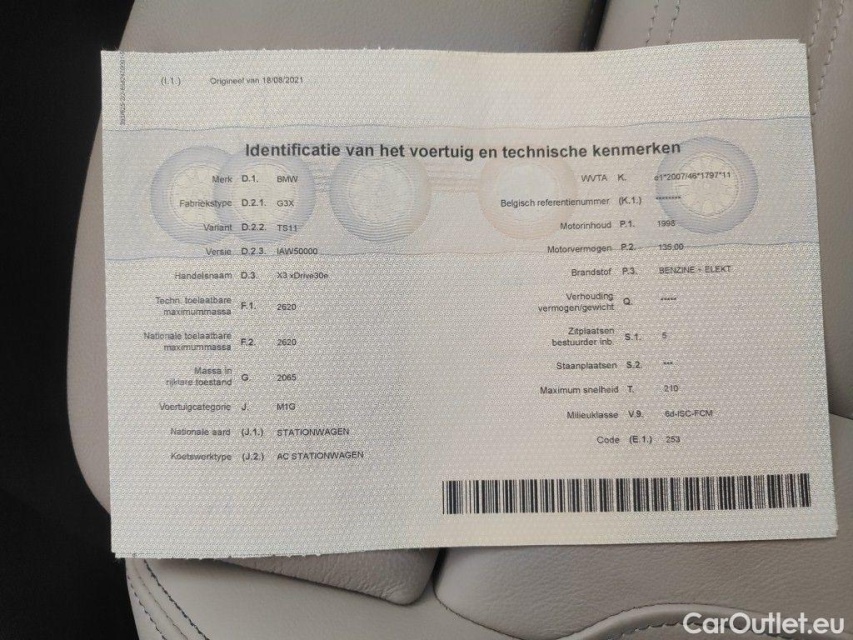 (I.1.) Origineel van 18/08/2021
Identificatie van het voertuig en technische kenmerken
Merk D.1. BMW
Fabriekstype D.2.1. G3X
Variant D.2.2. TS11
Versie D.2.3. IAW50000
Handelsnaam D.3. X3 xDrive30e
Techn. toelaatbare
maximummassa F.1. 2620
Nationale toelaatbare
maximummassa F.2. 2620
Massa in
rijklare toestand G. 2065
Voertuigcategorie J. M1G
Nationale aard (J.1.) STATIONWAGEN
Koetswerktype (J.2.) AC STATIONWAGEN
WVTA K. e1*2007/46*1797*11
Belgisch referentienummer (K.1.) ********
Motorinhoud P.1. 1998
Motorvermogen P.2. 135,00
Brandstof P.3. BENZINE + ELEKT
Verhouding
vermogen/gewicht Q. *****
Zitplaatsen
bestuurder inb. S.1. 5
Staanplaatsen S.2. ***
Maximum snelheid T. 210
Milieuklasse V.9. 6d-ISC-FCM
Code (E.1.) 253
CarOutlet.eu